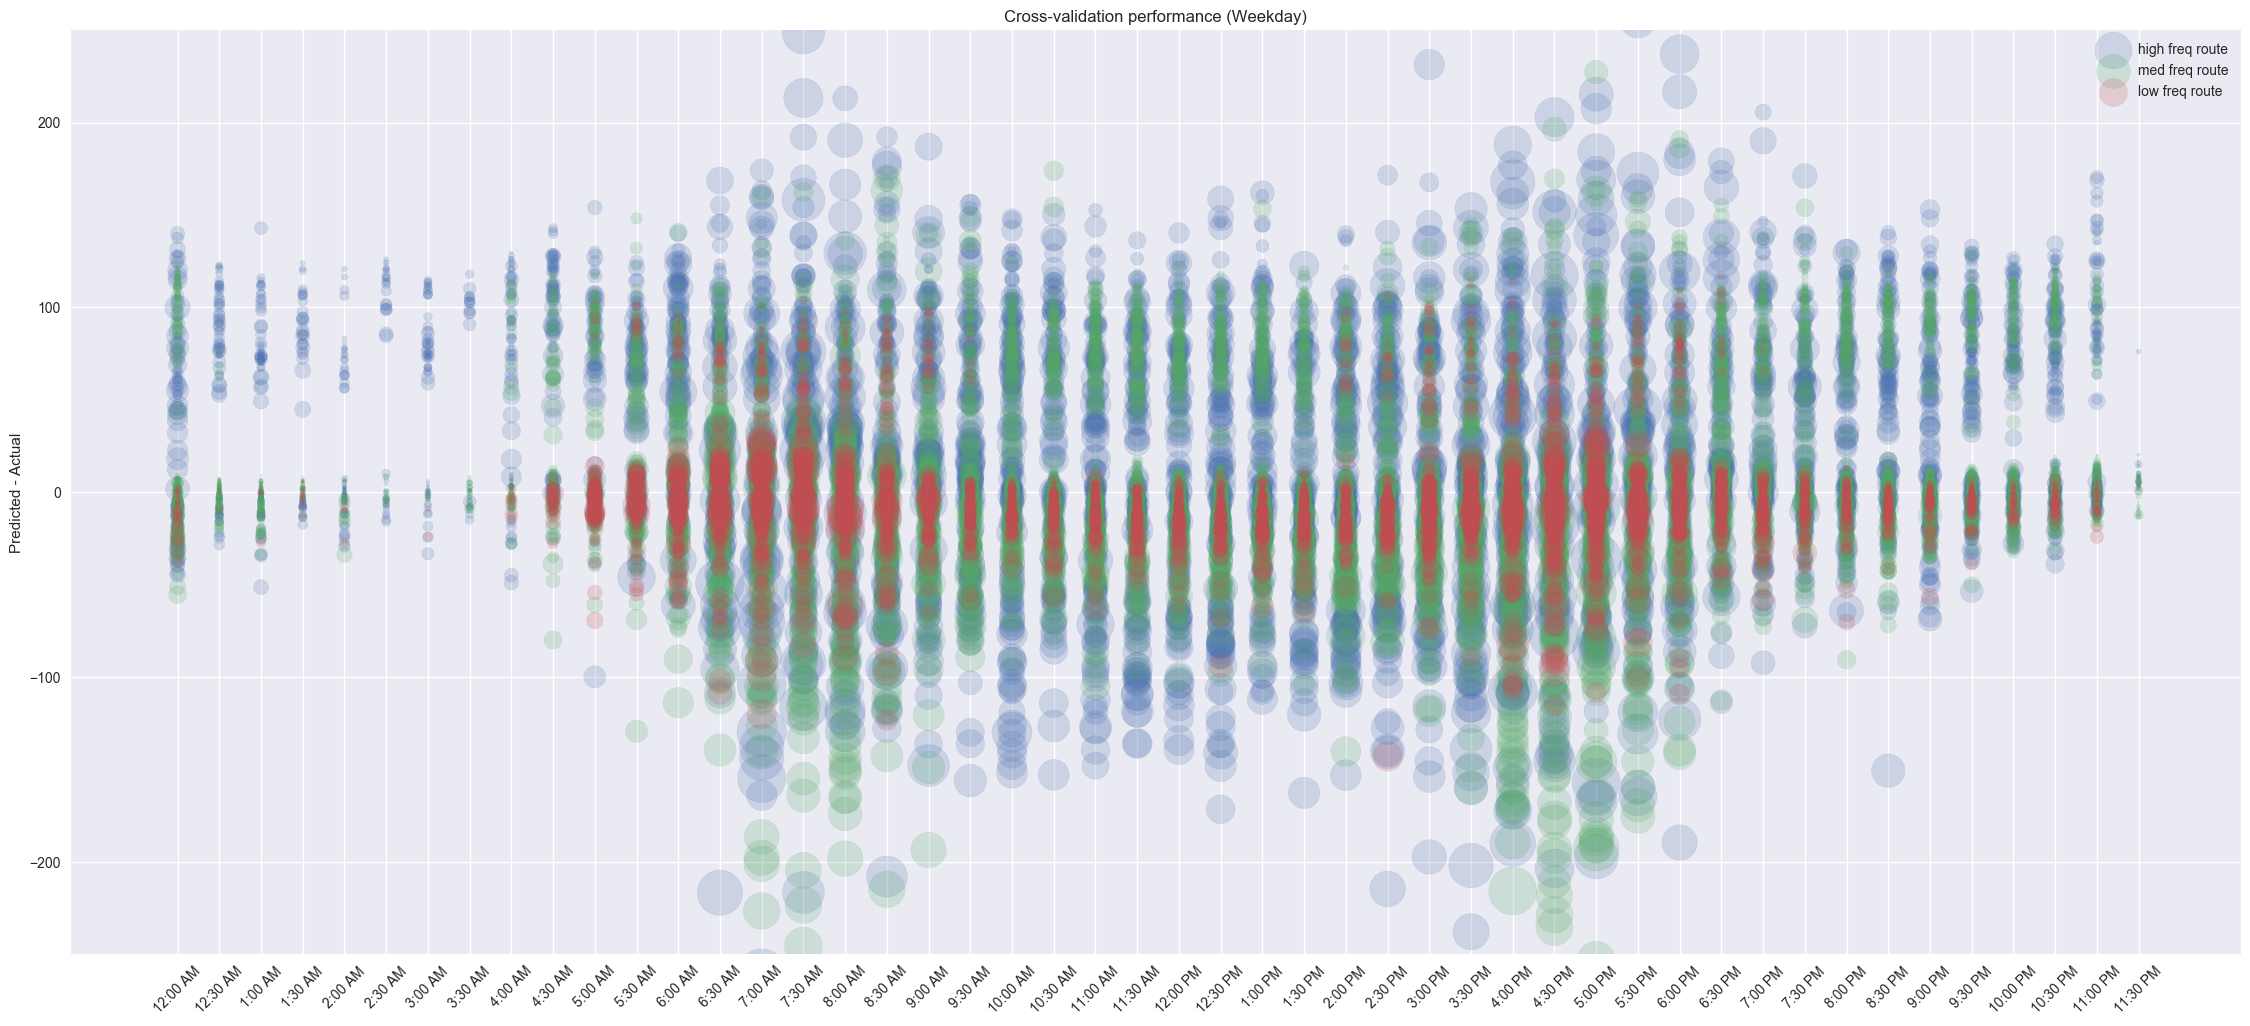 Cross-validation performance (Weekday)
high freq route
med freq route
low freq route
Predicted - Actual
200
100
0
−100
−200
12:00 AM
12:30 AM
1:00 AM
1:30 AM
2:00 AM
2:30 AM
3:00 AM
3:30 AM
4:00 AM
4:30 AM
5:00 AM
5:30 AM
6:00 AM
6:30 AM
7:00 AM
7:30 AM
8:00 AM
8:30 AM
9:00 AM
9:30 AM
10:00 AM
10:30 AM
11:00 AM
11:30 AM
12:00 PM
12:30 PM
1:00 PM
1:30 PM
2:00 PM
2:30 PM
3:00 PM
3:30 PM
4:00 PM
4:30 PM
5:00 PM
5:30 PM
6:00 PM
6:30 PM
7:00 PM
7:30 PM
8:00 PM
8:30 PM
9:00 PM
9:30 PM
10:00 PM
10:30 PM
11:00 PM
11:30 PM